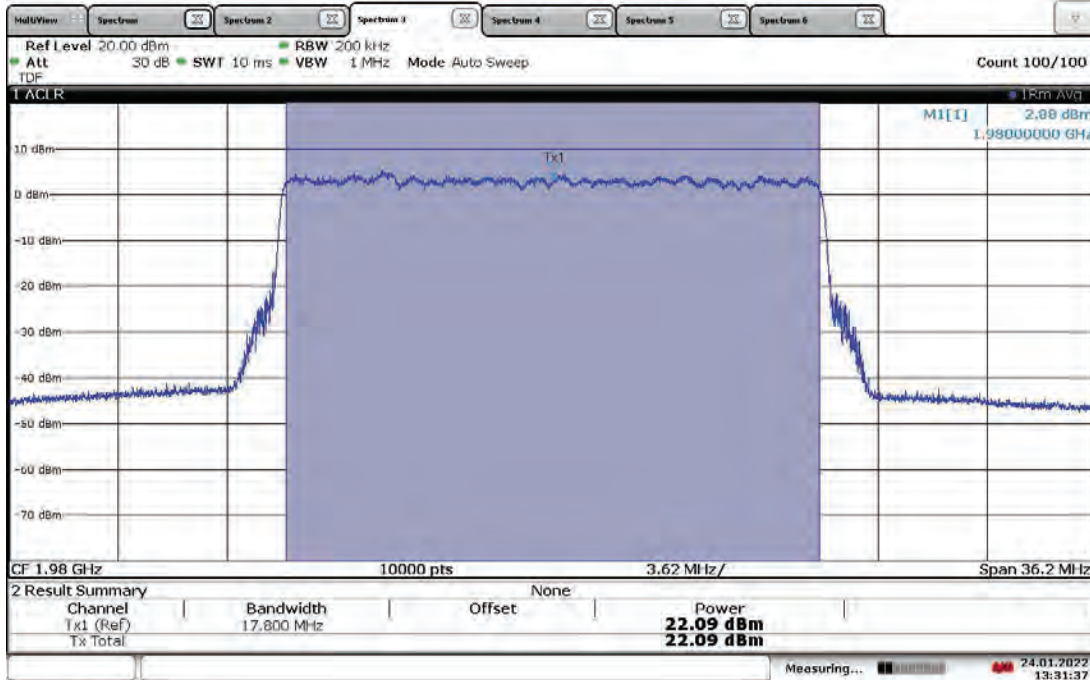 MultiView Spectrum Spectrum 2 Spectrum 3 Spectrum 4 Spectrum 5 Spectrum 6
Ref Level 20.00 dBm RBW 200 kHz
Att 30 dB SWT 10 ms VBW 1 MHz Mode Auto Sweep Count 100/100
TDF
1 ACLR 1Rm Avg
M1[1] 2.88 dBm
1.98000000 GHz
10 dBm
Tx1
0 dBm
-10 dBm
-20 dBm
-30 dBm
-40 dBm
-50 dBm
-60 dBm
-70 dBm
CF 1.98 GHz 10000 pts 3.62 MHz/ Span 36.2 MHz
2 Result Summary None
Channel Bandwidth Offset Power
Tx1 (Ref) 17.800 MHz 22.09 dBm
Tx Total 22.09 dBm
Measuring... 24.01.2022
13:31:37